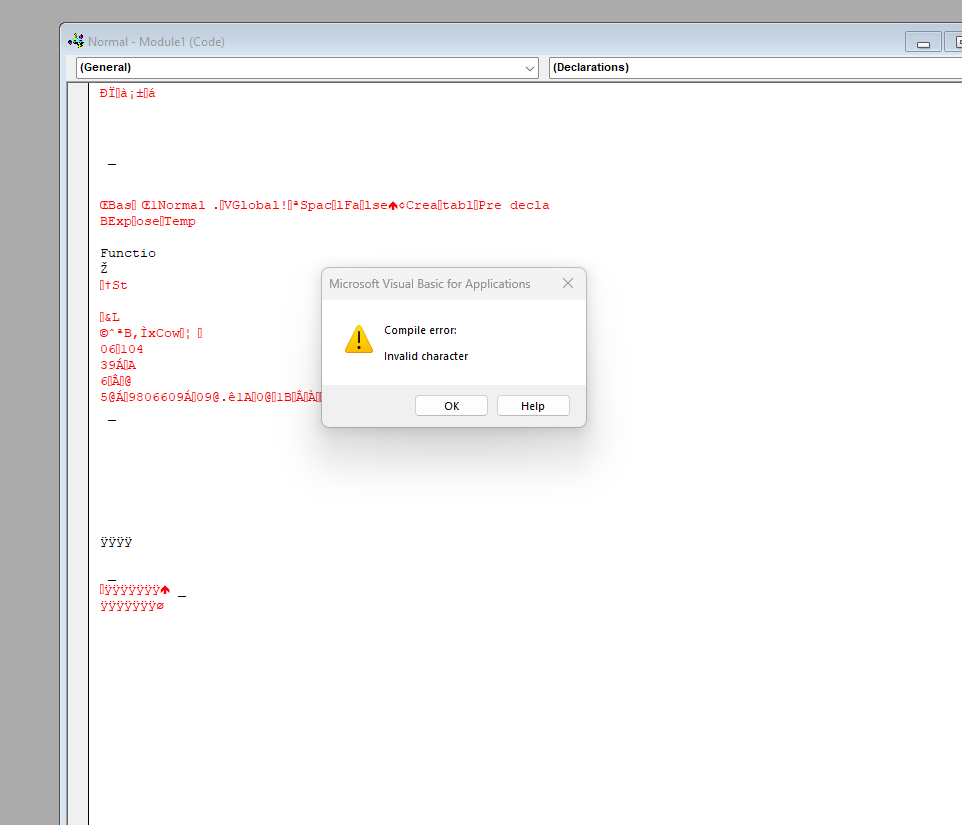 Normal - Module1 (Code)
(General)
(Declarations)
ÐÏ▯à¡±▯á
_
ŒBas▯ Œ1Normal .▯VGlobal!▯ªSpac▯lFa▯lse♠¢Crea▯tabl▯Pre decla
BExp▯ose▯Temp
Functio
Ž
▯†St
▯&L
©ˆªB,ÌxCow▯¦ ▯
06▯104
39Á▯A
6▯Â▯@
5@Á▯9806609Á▯09@.ê1A▯0@▯1B▯Â▯À▯
_
ÿÿÿÿ
_
▯ÿÿÿÿÿÿÿ♠ _
ÿÿÿÿÿÿÿø
Microsoft Visual Basic for Applications
Compile error:
Invalid character
OK
Help